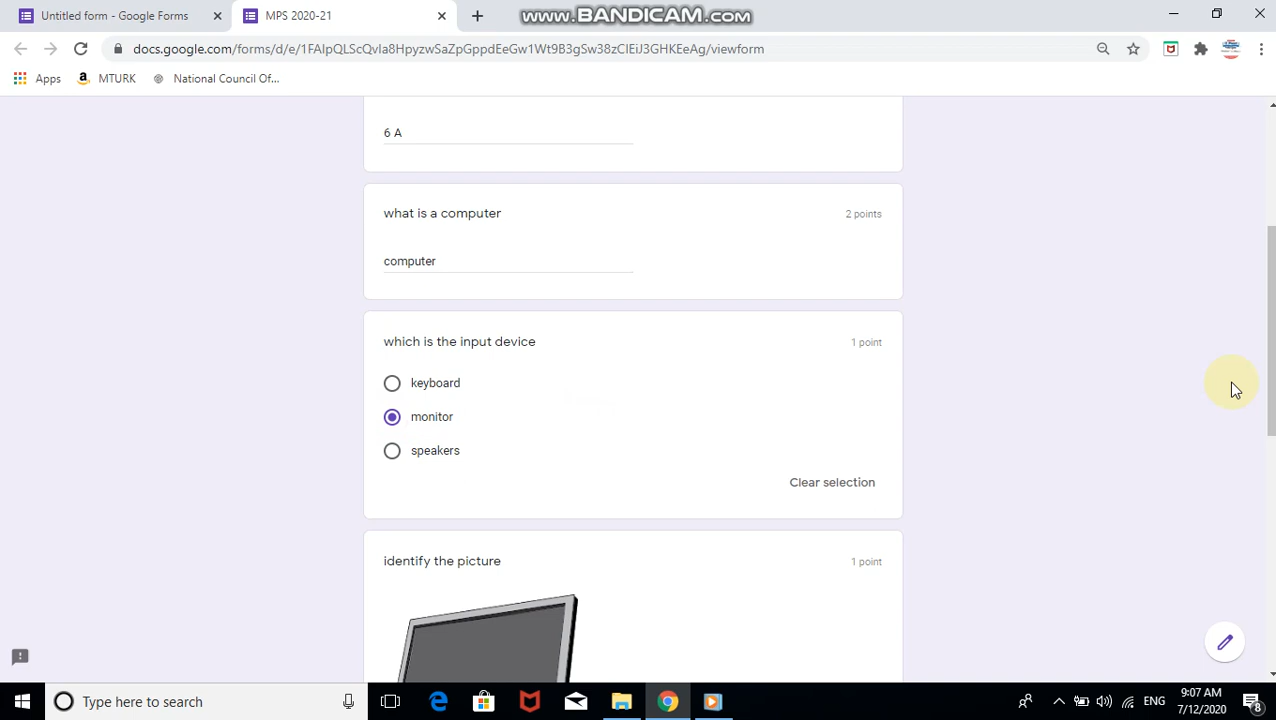 Untitled form - Google Forms
MPS 2020-21
www.BANDICAM.com
docs.google.com/forms/d/e/1FAIpQLScQvla8HpyzwSaZpGppdEeGw1Wt9B3gSw38zCIEiJ3GHKEeAg/viewform
Apps
MTURK
National Council Of...
6 A
what is a computer
2 points
computer
which is the input device
1 point
keyboard
monitor
speakers
Clear selection
identify the picture
1 point
Type here to search
ENG
9:07 AM
7/12/2020
8